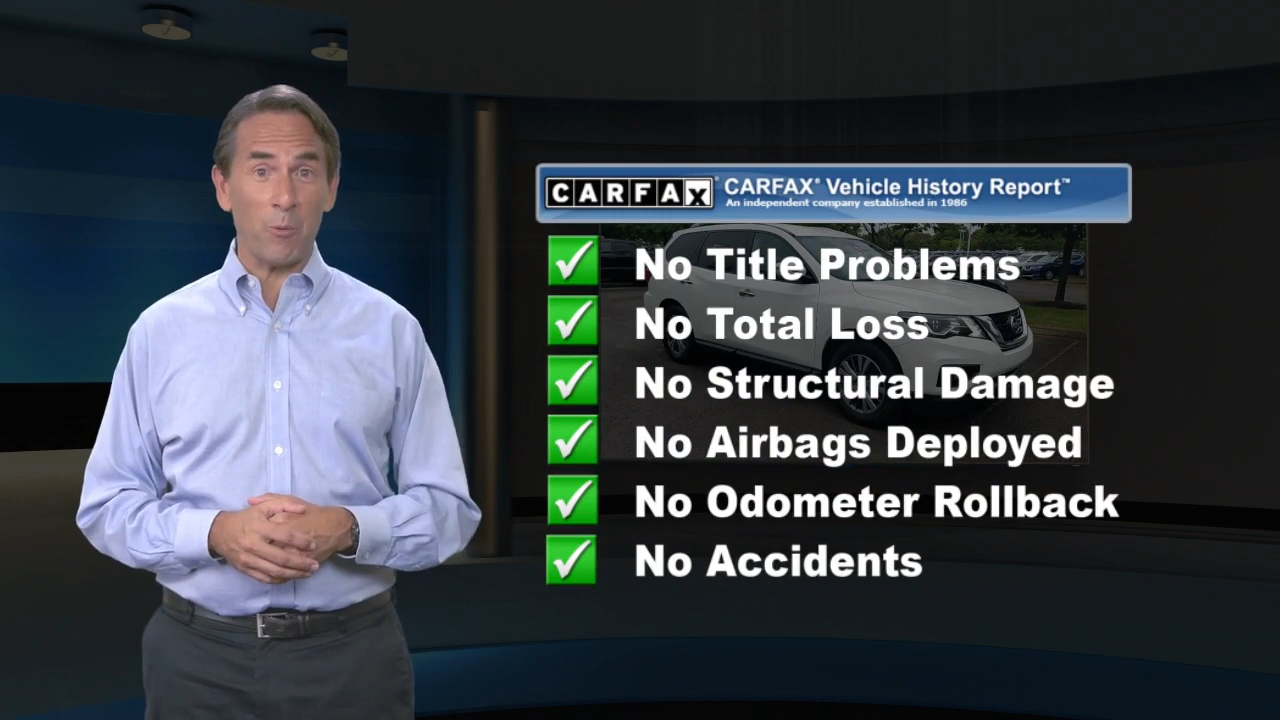 CARFAX® CARFAX® Vehicle History Report™
An independent company established in 1986
No Title Problems
No Total Loss
No Structural Damage
No Airbags Deployed
No Odometer Rollback
No Accidents